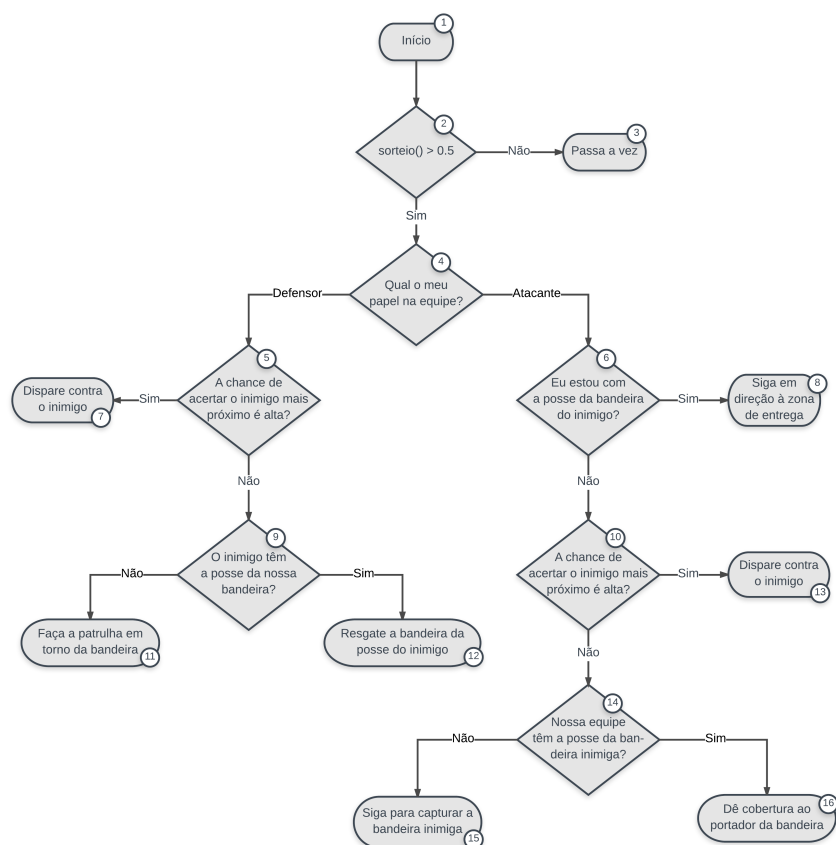 1
Início
2
sorteio() > 0.5
Não
3
Passa a vez
Sim
4
Qual o meu
papel na equipe?
Defensor
Atacante
5
A chance de
acertar o inimigo mais
próximo é alta?
6
Eu estou com
a posse da bandeira
do inimigo?
Sim
Dispare contra
o inimigo
7
Sim
8
Siga em
direção à zona
de entrega
Não
Não
9
O inimigo têm
a posse da nossa
bandeira?
10
A chance de
acertar o inimigo mais
próximo é alta?
Não
Sim
Sim
Dispare contra
o inimigo
13
Faça a patrulha em
torno da bandeira
11
Resgate a bandeira da
posse do inimigo
12
Não
14
Nossa equipe
têm a posse da ban-
deira inimiga?
Não
Sim
Siga para capturar a
bandeira inimiga
15
16
Dê cobertura ao
portador da bandeira